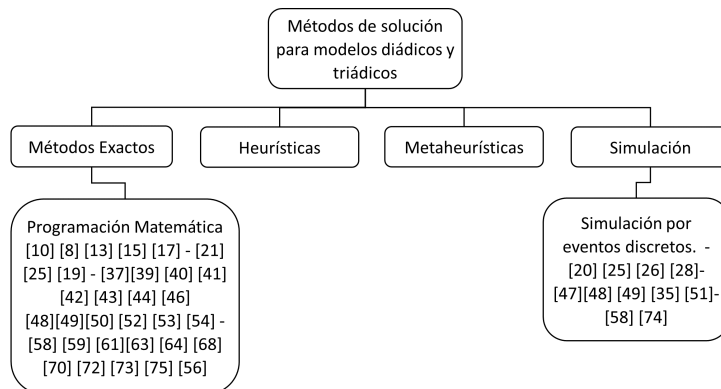 Métodos de solución
para modelos diádicos y
triádicos
Métodos Exactos
Heurísticas
Metaheurísticas
Simulación
Programación Matemática
[10] [8] [13] [15] [17] - [21]
[25] [19] - [37][39] [40] [41]
[42] [43] [44] [46]
[48][49][50] [52] [53] [54] -
[58] [59] [61][63] [64] [68]
[70] [72] [73] [75] [56]
Simulación por
eventos discretos. -
[20] [25] [26] [28]-
[47][48] [49] [35] [51]-
[58] [74]